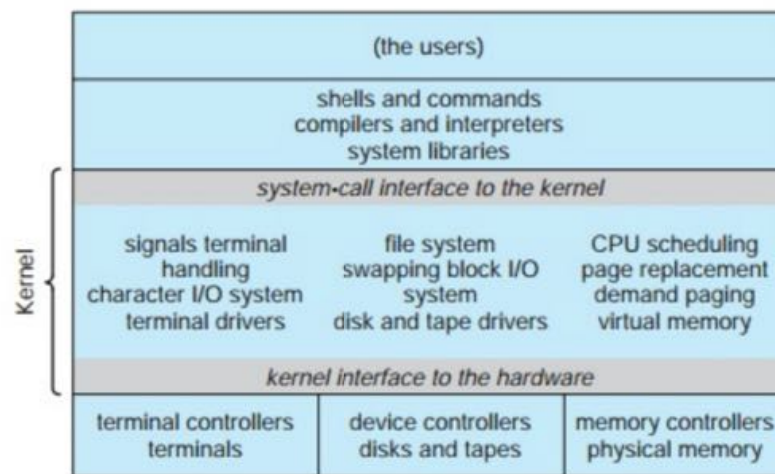 (the users)
shells and commands
compilers and interpreters
system libraries
system-call interface to the kernel
Kernel
signals terminal
handling
character I/O system
terminal drivers
file system
swapping block I/O
system
disk and tape drivers
CPU scheduling
page replacement
demand paging
virtual memory
kernel interface to the hardware
terminal controllers
terminals
device controllers
disks and tapes
memory controllers
physical memory